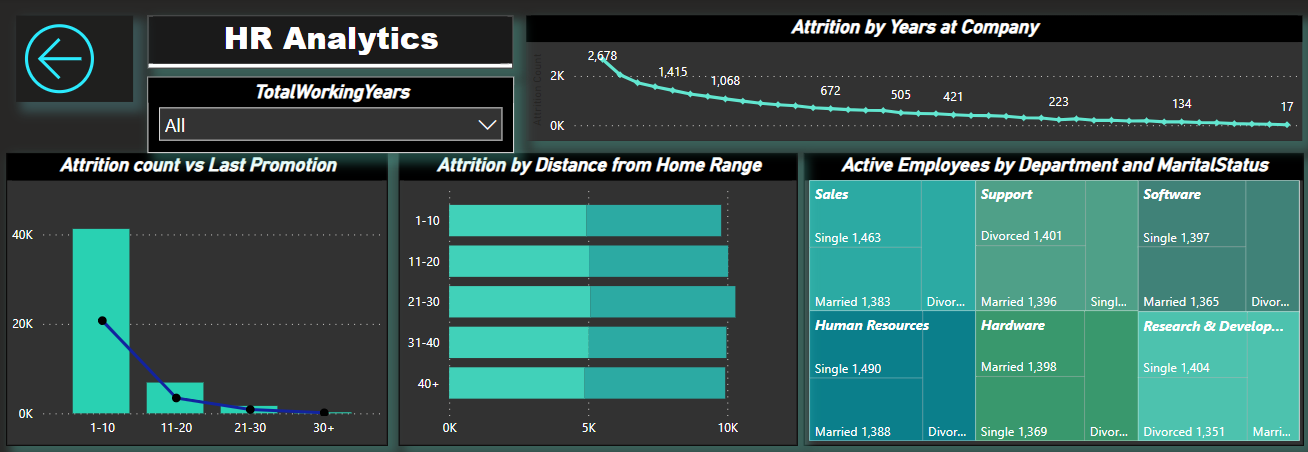 HR Analytics
TotalWorkingYears
All
Attrition by Years at Company
Attrition Count
2K
0K
2,678
1,415
1,068
672
505
421
223
134
17
Attrition count vs Last Promotion
40K
20K
0K
1-10
11-20
21-30
30+
Attrition by Distance from Home Range
1-10
11-20
21-30
31-40
40+
0K
5K
10K
Active Employees by Department and MaritalStatus
Sales
Single 1,463
Married 1,383
Divor...
Support
Divorced 1,401
Married 1,396
Singl...
Software
Single 1,397
Married 1,365
Divor...
Human Resources
Single 1,490
Married 1,388
Divor...
Hardware
Married 1,398
Single 1,369
Divor...
Research & Develop...
Single 1,404
Divorced 1,351
Marri...